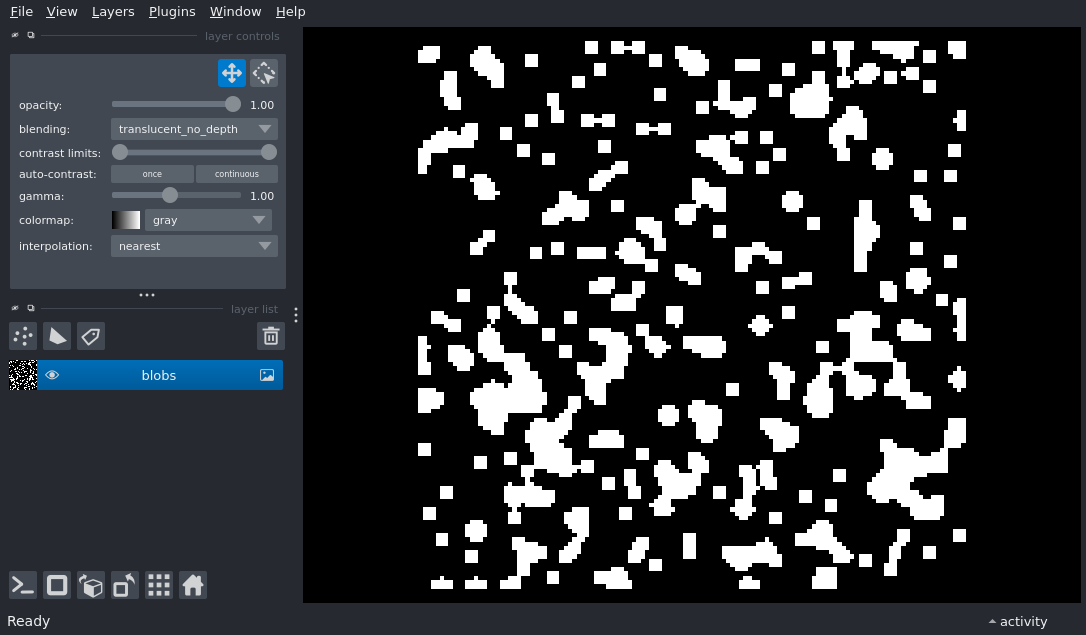 File View Layers Plugins Window Help
layer controls
opacity: 1.00
blending: translucent_no_depth
contrast limits:
auto-contrast: once continuous
gamma: 1.00
colormap: gray
interpolation: nearest
layer list
blobs
Ready
activity